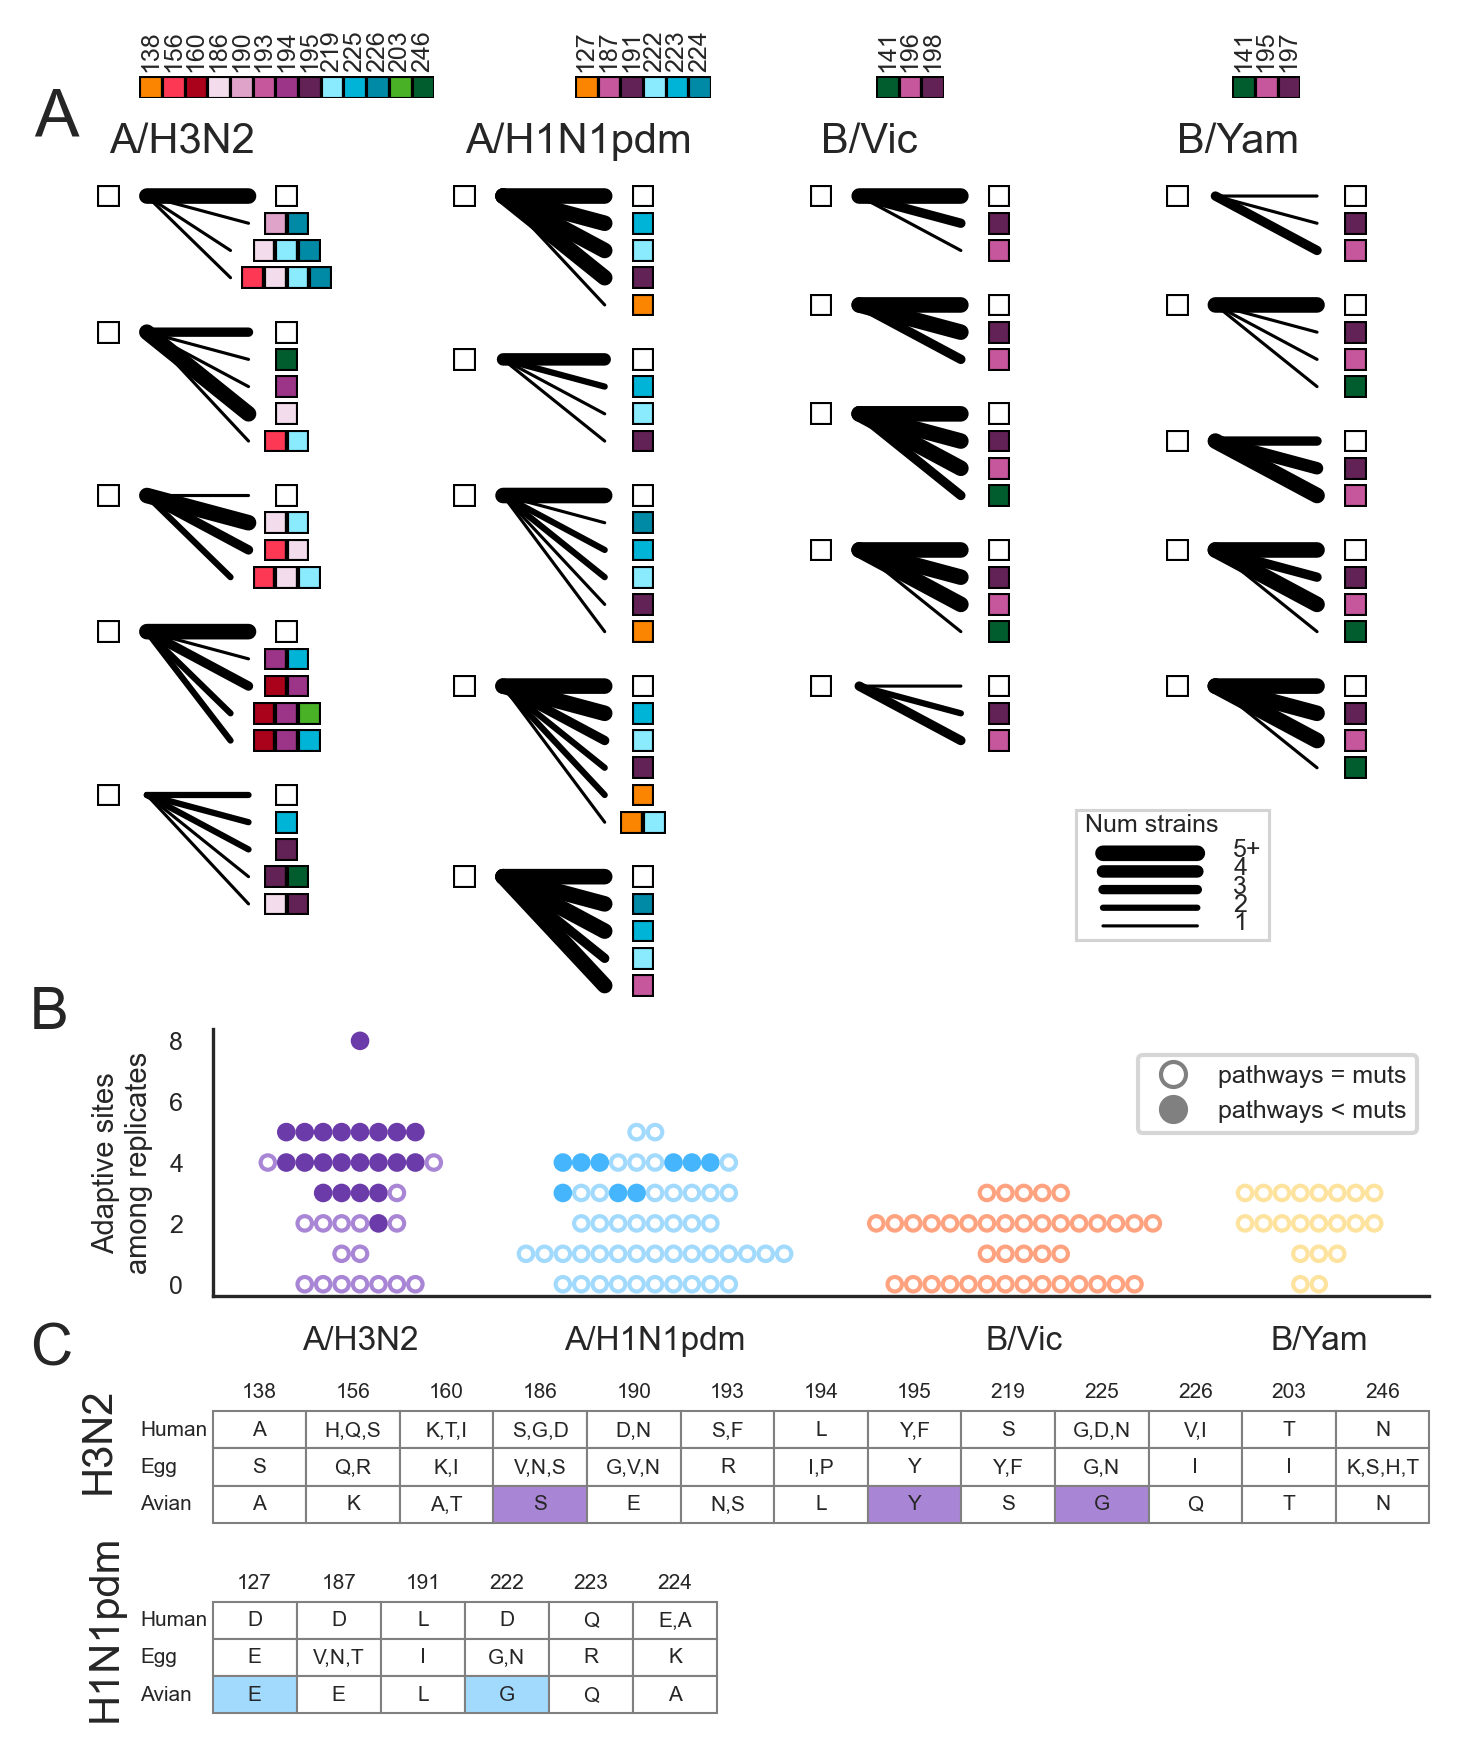 138 156 160 186 190 193 194 195 219 225 226 203 246
127 187 191 222 223 224
141 196 198
141 195 197
A
A/H3N2
A/H1N1pdm
B/Vic
B/Yam
Num strains
5+
4
3
2
1
B
Adaptive sites
among replicates
8
6
4
2
0
pathways = muts
pathways < muts
A/H3N2
A/H1N1pdm
B/Vic
B/Yam
C
H3N2
138 156 160 186 190 193 194 195 219 225 226 203 246
Human A H,Q,S K,T,I S,G,D D,N S,F L Y,F S G,D,N V,I T N
Egg S Q,R K,I V,N,S G,V,N R I,P Y Y,F G,N I I K,S,H,T
Avian A K A,T S E N,S L Y S G Q T N
H1N1pdm
127 187 191 222 223 224
Human D D L D Q E,A
Egg E V,N,T I G,N R K
Avian E E L G Q A